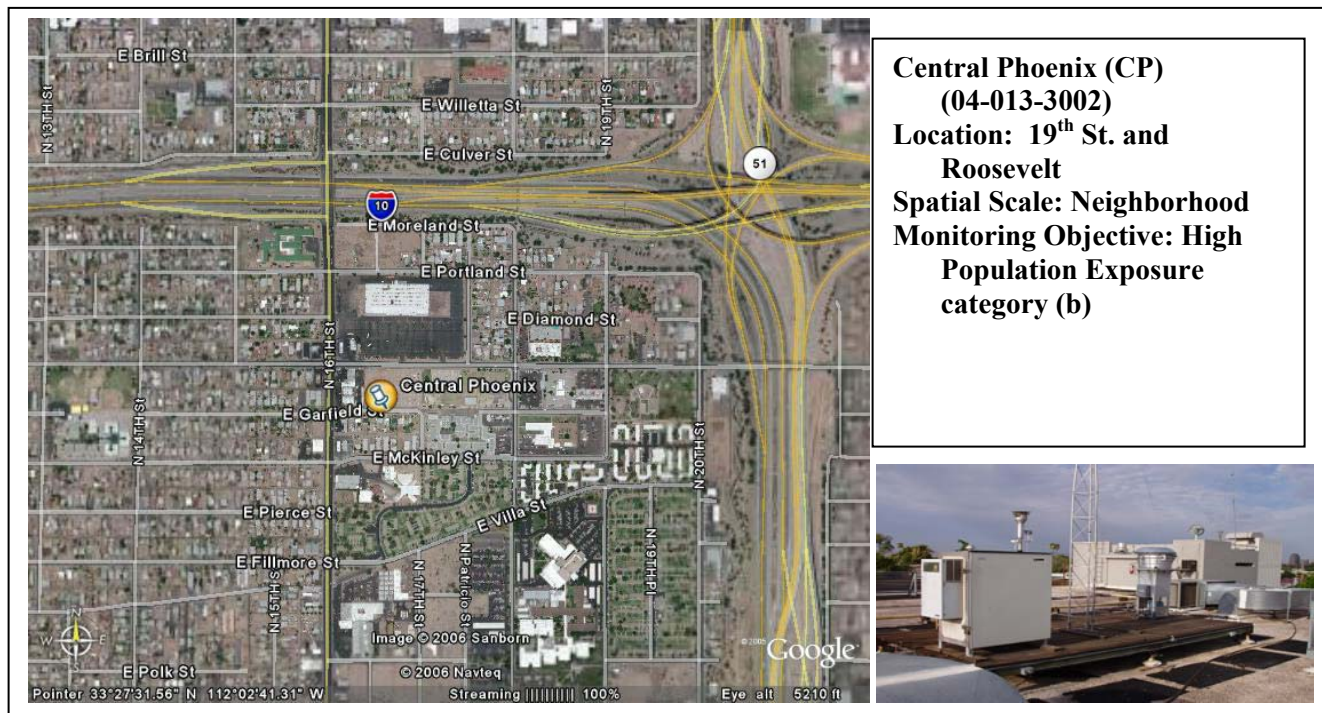 E Brill St
N 13TH St
E Willetta St
N 19TH St
E Culver St
51
10
E Moreland St
E Portland St
E Diamond St
N 16TH St
Central Phoenix
E Garfield St
N 14TH St
E McKinley St
N 20TH St
E Pierce St
E Villa St
N 19TH Pl
E Fillmore St
N 15TH S
N 17TH St
N Patricio St
N
W E
S
Image © 2006 Sanborn
© 2005 Google
E Polk St
© 2006 Navteq
Pointer 33°27'31.56" N 112°02'41.31" W Streaming |||||||||| 100% Eye alt 5210 ft
Central Phoenix (CP)
(04-013-3002)
Location: 19th St. and
Roosevelt
Spatial Scale: Neighborhood
Monitoring Objective: High
Population Exposure
category (b)